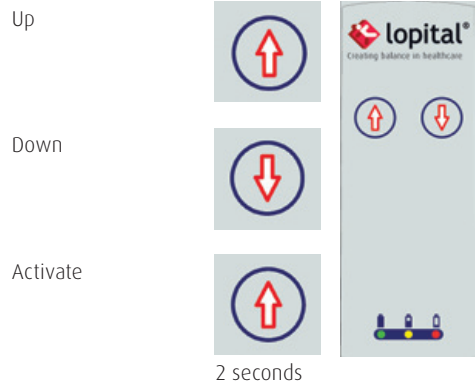 Up
lopital®
Creating balance in healthcare
Down
Activate
2 seconds